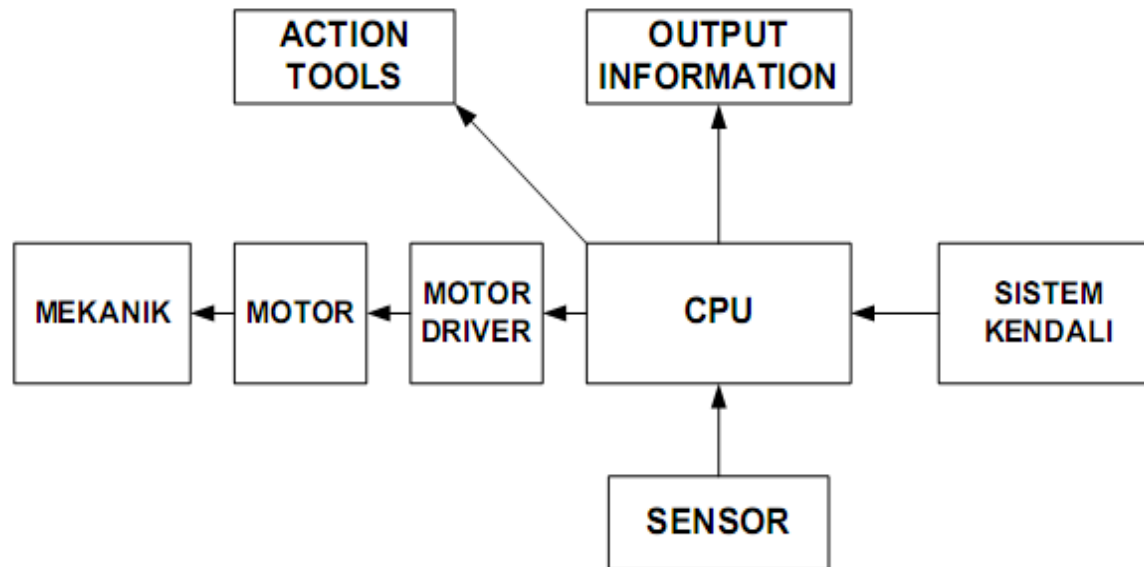 ACTION
TOOLS
OUTPUT
INFORMATION
MEKANIK
MOTOR
MOTOR
DRIVER
CPU
SISTEM
KENDALI
SENSOR